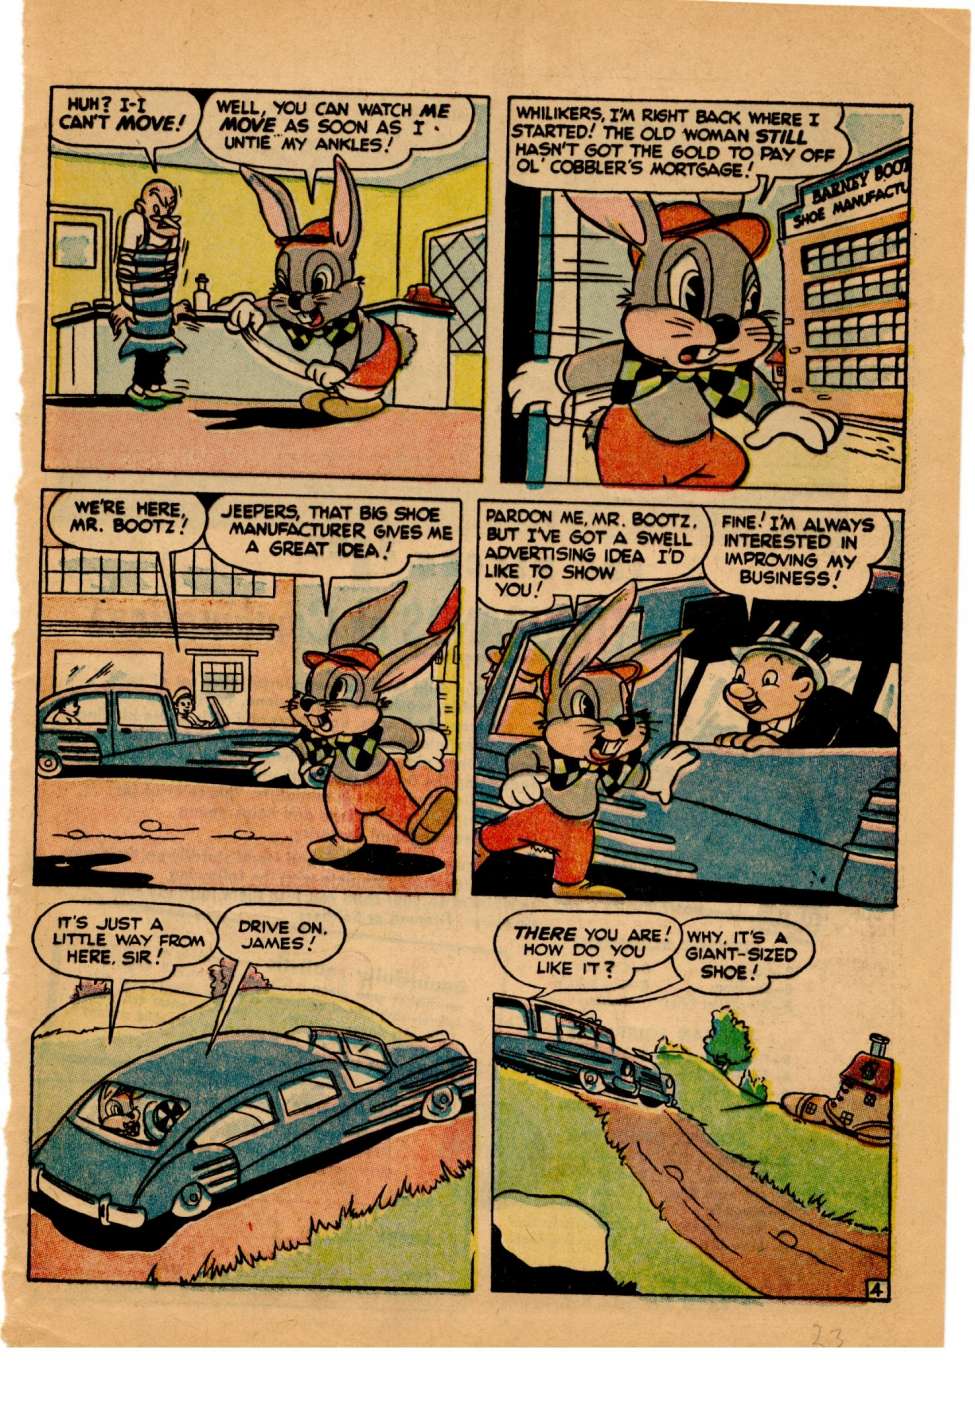 HUH? I-I
CAN'T MOVE!
WELL, YOU CAN WATCH ME
MOVE AS SOON AS I
UNTIE MY ANKLES!
WHILIKERS, I'M RIGHT BACK WHERE I
STARTED! THE OLD WOMAN STILL
HASN'T GOT THE GOLD TO PAY OFF
OL' COBBLER'S MORTGAGE!
BARNEY BOOTZ
SHOE MANUFACTU
WE'RE HERE,
MR. BOOTZ!
JEEPERS, THAT BIG SHOE
MANUFACTURER GIVES ME
A GREAT IDEA!
PARDON ME, MR. BOOTZ,
BUT I'VE GOT A SWELL
ADVERTISING IDEA I'D
LIKE TO SHOW
YOU!
FINE! I'M ALWAYS
INTERESTED IN
IMPROVING MY
BUSINESS!
IT'S JUST A
LITTLE WAY FROM
HERE, SIR!
DRIVE ON,
JAMES!
THERE YOU ARE!
HOW DO YOU
LIKE IT?
WHY, IT'S A
GIANT-SIZED
SHOE!
4
23